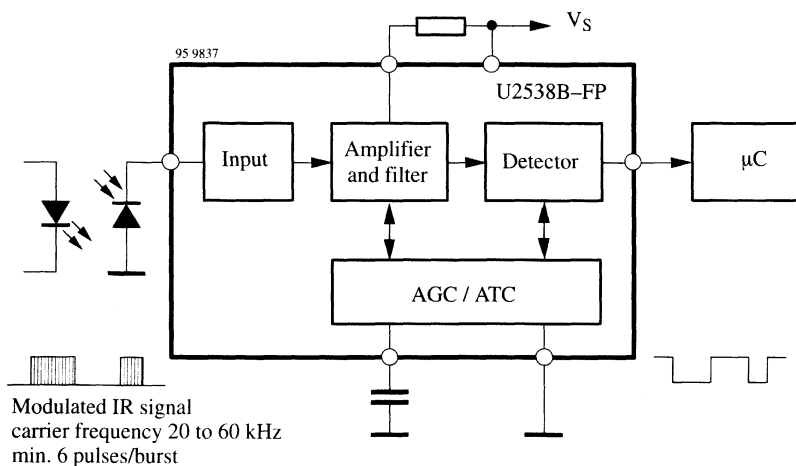 V_S
95 9837
U2538B–FP
Input
Amplifier
and filter
Detector
μC
AGC / ATC
Modulated IR signal
carrier frequency 20 to 60 kHz
min. 6 pulses/burst